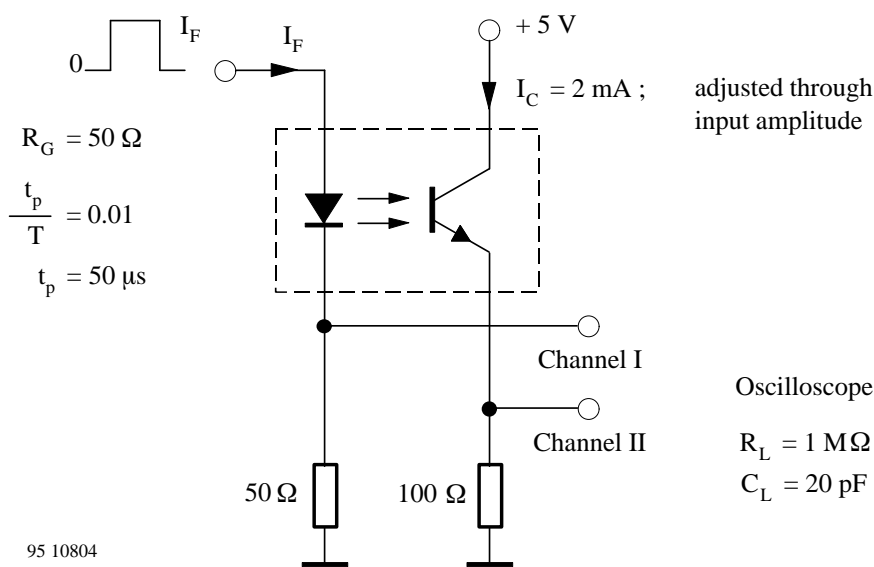 I_F
0
I_F
+ 5 V
I_C = 2 mA ;
adjusted through
input amplitude
R_G = 50 Ω
t_p
T
= 0.01
t_p = 50 µs
Channel I
Channel II
Oscilloscope
R_L = 1 MΩ
C_L = 20 pF
50 Ω
100 Ω
95 10804